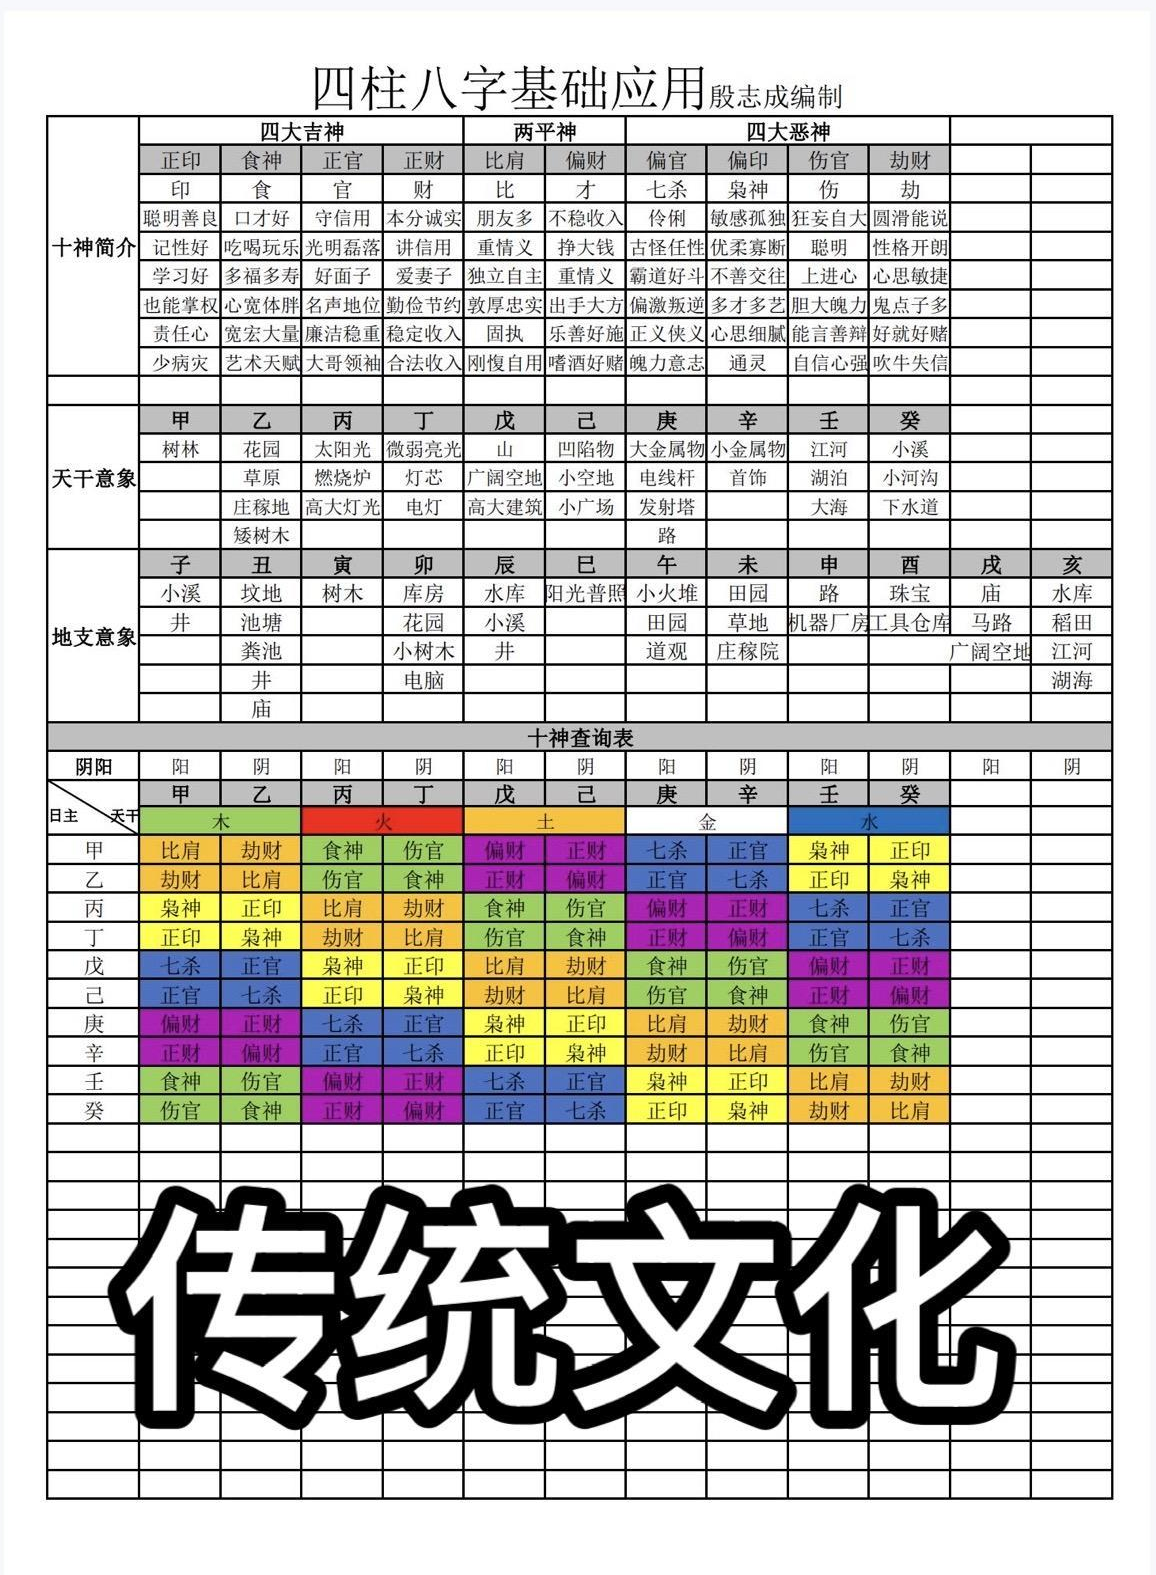 四柱八字基础应用殷志成编制
四大吉神 两平神 四大恶神
正印 食神 正官 正财 比肩 偏财 偏官 偏印 伤官 劫财
印 食 官 财 比 才 七杀 枭神 伤 劫
聪明善良 口才好 守信用 本分诚实 朋友多 不稳收入 伶俐 敏感孤独 狂妄自大 圆滑能说
十神简介 记性好 吃喝玩乐 光明磊落 讲信用 重情义 挣大钱 古怪任性 优柔寡断 聪明 性格开朗
学习好 多福多寿 好面子 爱妻子 独立自主 重情义 霸道好斗 不善交往 上进心 心思敏捷
也能掌权 心宽体胖 名声地位 勤俭节约 敦厚忠实 出手大方 偏激叛逆 多才多艺 胆大魄力 鬼点子多
责任心 宽宏大量 廉洁稳重 稳定收入 固执 乐善好施 正义侠义 心思细腻 能言善辩 好就好赌
少病灾 艺术天赋 大哥领袖 合法收入 刚愎自用 嗜酒好赌 魄力意志 通灵 自信心强 吹牛失信
甲 乙 丙 丁 戊 己 庚 辛 壬 癸
树林 花园 太阳光 微弱亮光 山 凹陷物 大金属物 小金属物 江河 小溪
天干意象 草原 燃烧炉 灯芯 广阔空地 小空地 电线杆 首饰 湖泊 小河沟
庄稼地 高大灯光 电灯 高大建筑 小广场 发射塔 大海 下水道
矮树木 路
子 丑 寅 卯 辰 巳 午 未 申 酉 戌 亥
小溪 坟地 树木 库房 水库 阳光普照 小火堆 田园 路 珠宝 庙 水库
井 池塘 花园 小溪 田园 草地 机器厂房 工具仓库 马路 稻田
地支意象 粪池 小树木 井 道观 庄稼院 广阔空地 江河
井 电脑 湖海
庙
十神查询表
阴阳 阳 阴 阳 阴 阳 阴 阳 阴 阳 阴 阳 阴
甲 乙 丙 丁 戊 己 庚 辛 壬 癸
日主 天干 木 火 土 金 水
甲 比肩 劫财 食神 伤官 偏财 正财 七杀 正官 枭神 正印
乙 劫财 比肩 伤官 食神 正财 偏财 正官 七杀 正印 枭神
丙 枭神 正印 比肩 劫财 食神 伤官 偏财 正财 七杀 正官
丁 正印 枭神 劫财 比肩 伤官 食神 正财 偏财 正官 七杀
戊 七杀 正官 枭神 正印 比肩 劫财 食神 伤官 偏财 正财
己 正官 七杀 正印 枭神 劫财 比肩 伤官 食神 正财 偏财
庚 偏财 正财 七杀 正官 枭神 正印 比肩 劫财 食神 伤官
辛 正财 偏财 正官 七杀 正印 枭神 劫财 比肩 伤官 食神
壬 食神 伤官 偏财 正财 七杀 正官 枭神 正印 比肩 劫财
癸 伤官 食神 正财 偏财 正官 七杀 正印 枭神 劫财 比肩
传统文化